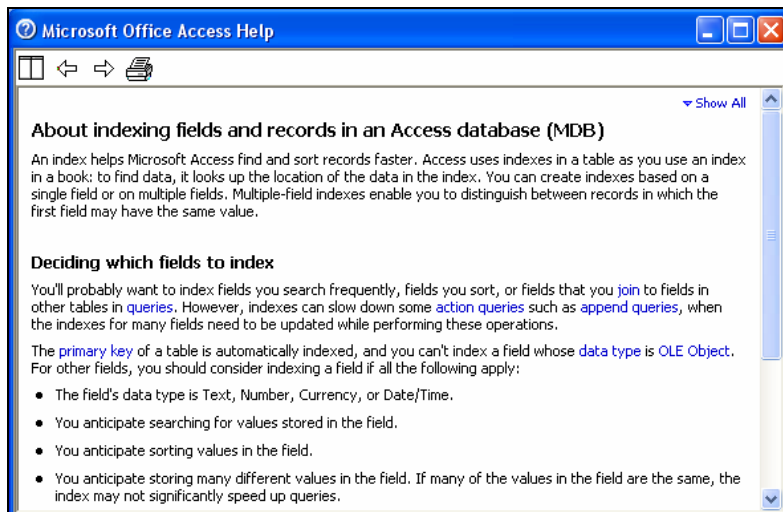 Microsoft Office Access Help
Show All
About indexing fields and records in an Access database (MDB)
An index helps Microsoft Access find and sort records faster. Access uses indexes in a table as you use an index
in a book: to find data, it looks up the location of the data in the index. You can create indexes based on a
single field or on multiple fields. Multiple-field indexes enable you to distinguish between records in which the
first field may have the same value.
Deciding which fields to index
You'll probably want to index fields you search frequently, fields you sort, or fields that you join to fields in
other tables in queries. However, indexes can slow down some action queries such as append queries, when
the indexes for many fields need to be updated while performing these operations.
The primary key of a table is automatically indexed, and you can't index a field whose data type is OLE Object.
For other fields, you should consider indexing a field if all the following apply:
• The field's data type is Text, Number, Currency, or Date/Time.
• You anticipate searching for values stored in the field.
• You anticipate sorting values in the field.
• You anticipate storing many different values in the field. If many of the values in the field are the same, the
index may not significantly speed up queries.